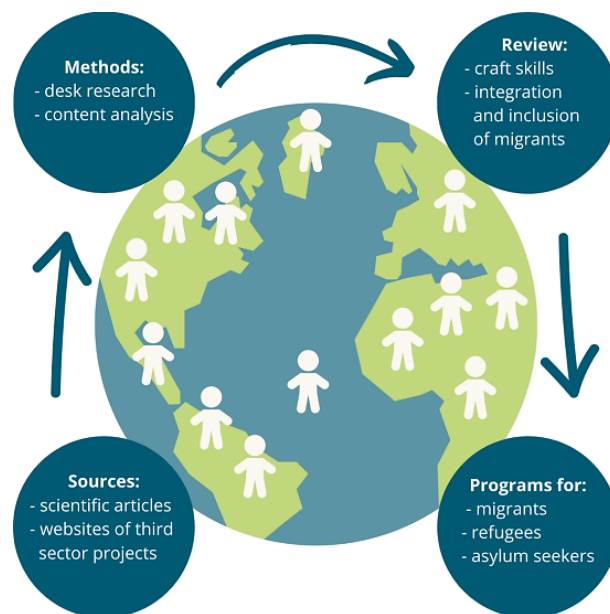 Methods:
- desk research
- content analysis
Review:
- craft skills
- integration
and inclusion
of migrants
Sources:
- scientific articles
- websites of third
sector projects
Programs for:
- migrants
- refugees
- asylum seekers